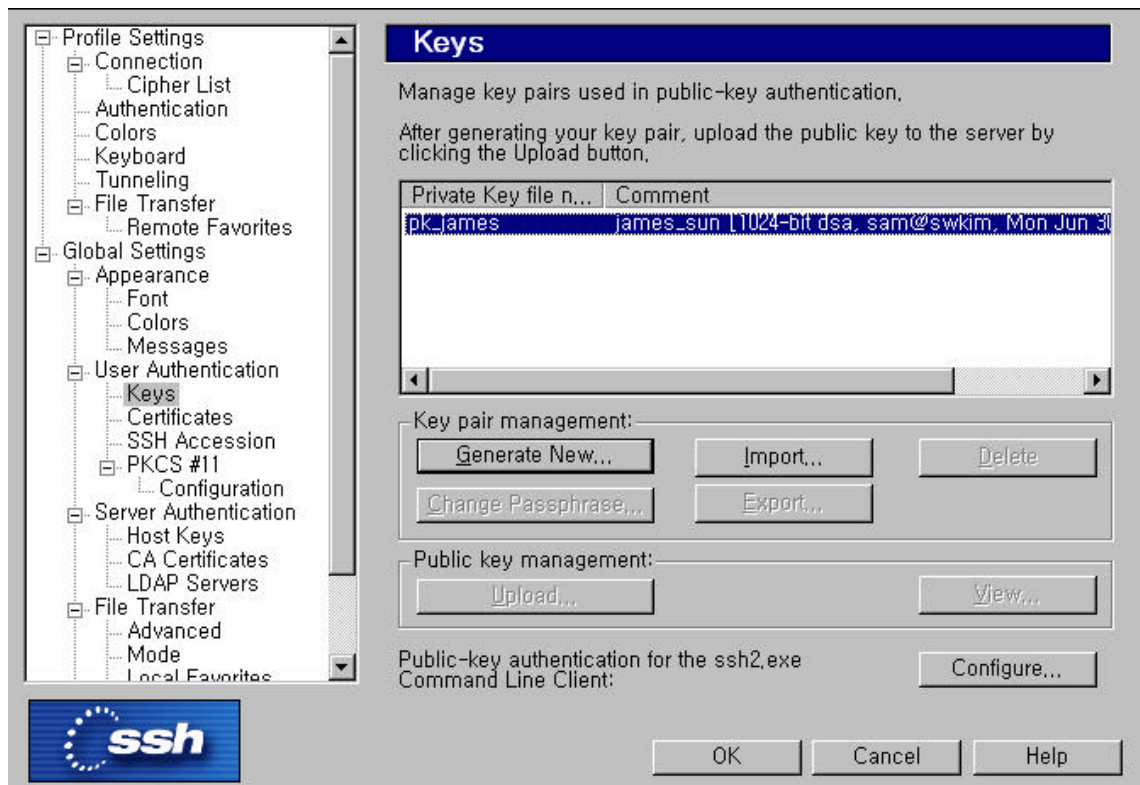 Profile Settings
Connection
Cipher List
Authentication
Colors
Keyboard
Tunneling
File Transfer
Remote Favorites
Global Settings
Appearance
Font
Colors
Messages
User Authentication
Keys
Certificates
SSH Accession
PKCS #11
Configuration
Server Authentication
Host Keys
CA Certificates
LDAP Servers
File Transfer
Advanced
Mode
Local Favorites
ssh
Keys
Manage key pairs used in public-key authentication,
After generating your key pair, upload the public key to the server by
clicking the Upload button,
Private Key file n... Comment
pk_james james_sun [1024-bit dsa, sam@swkim, Mon Jun 30
Key pair management:
Generate New... Import... Delete
Change Passphrase... Export...
Public key management:
Upload... View...
Public-key authentication for the ssh2,exe
Command Line Client:
Configure...
OK Cancel Help